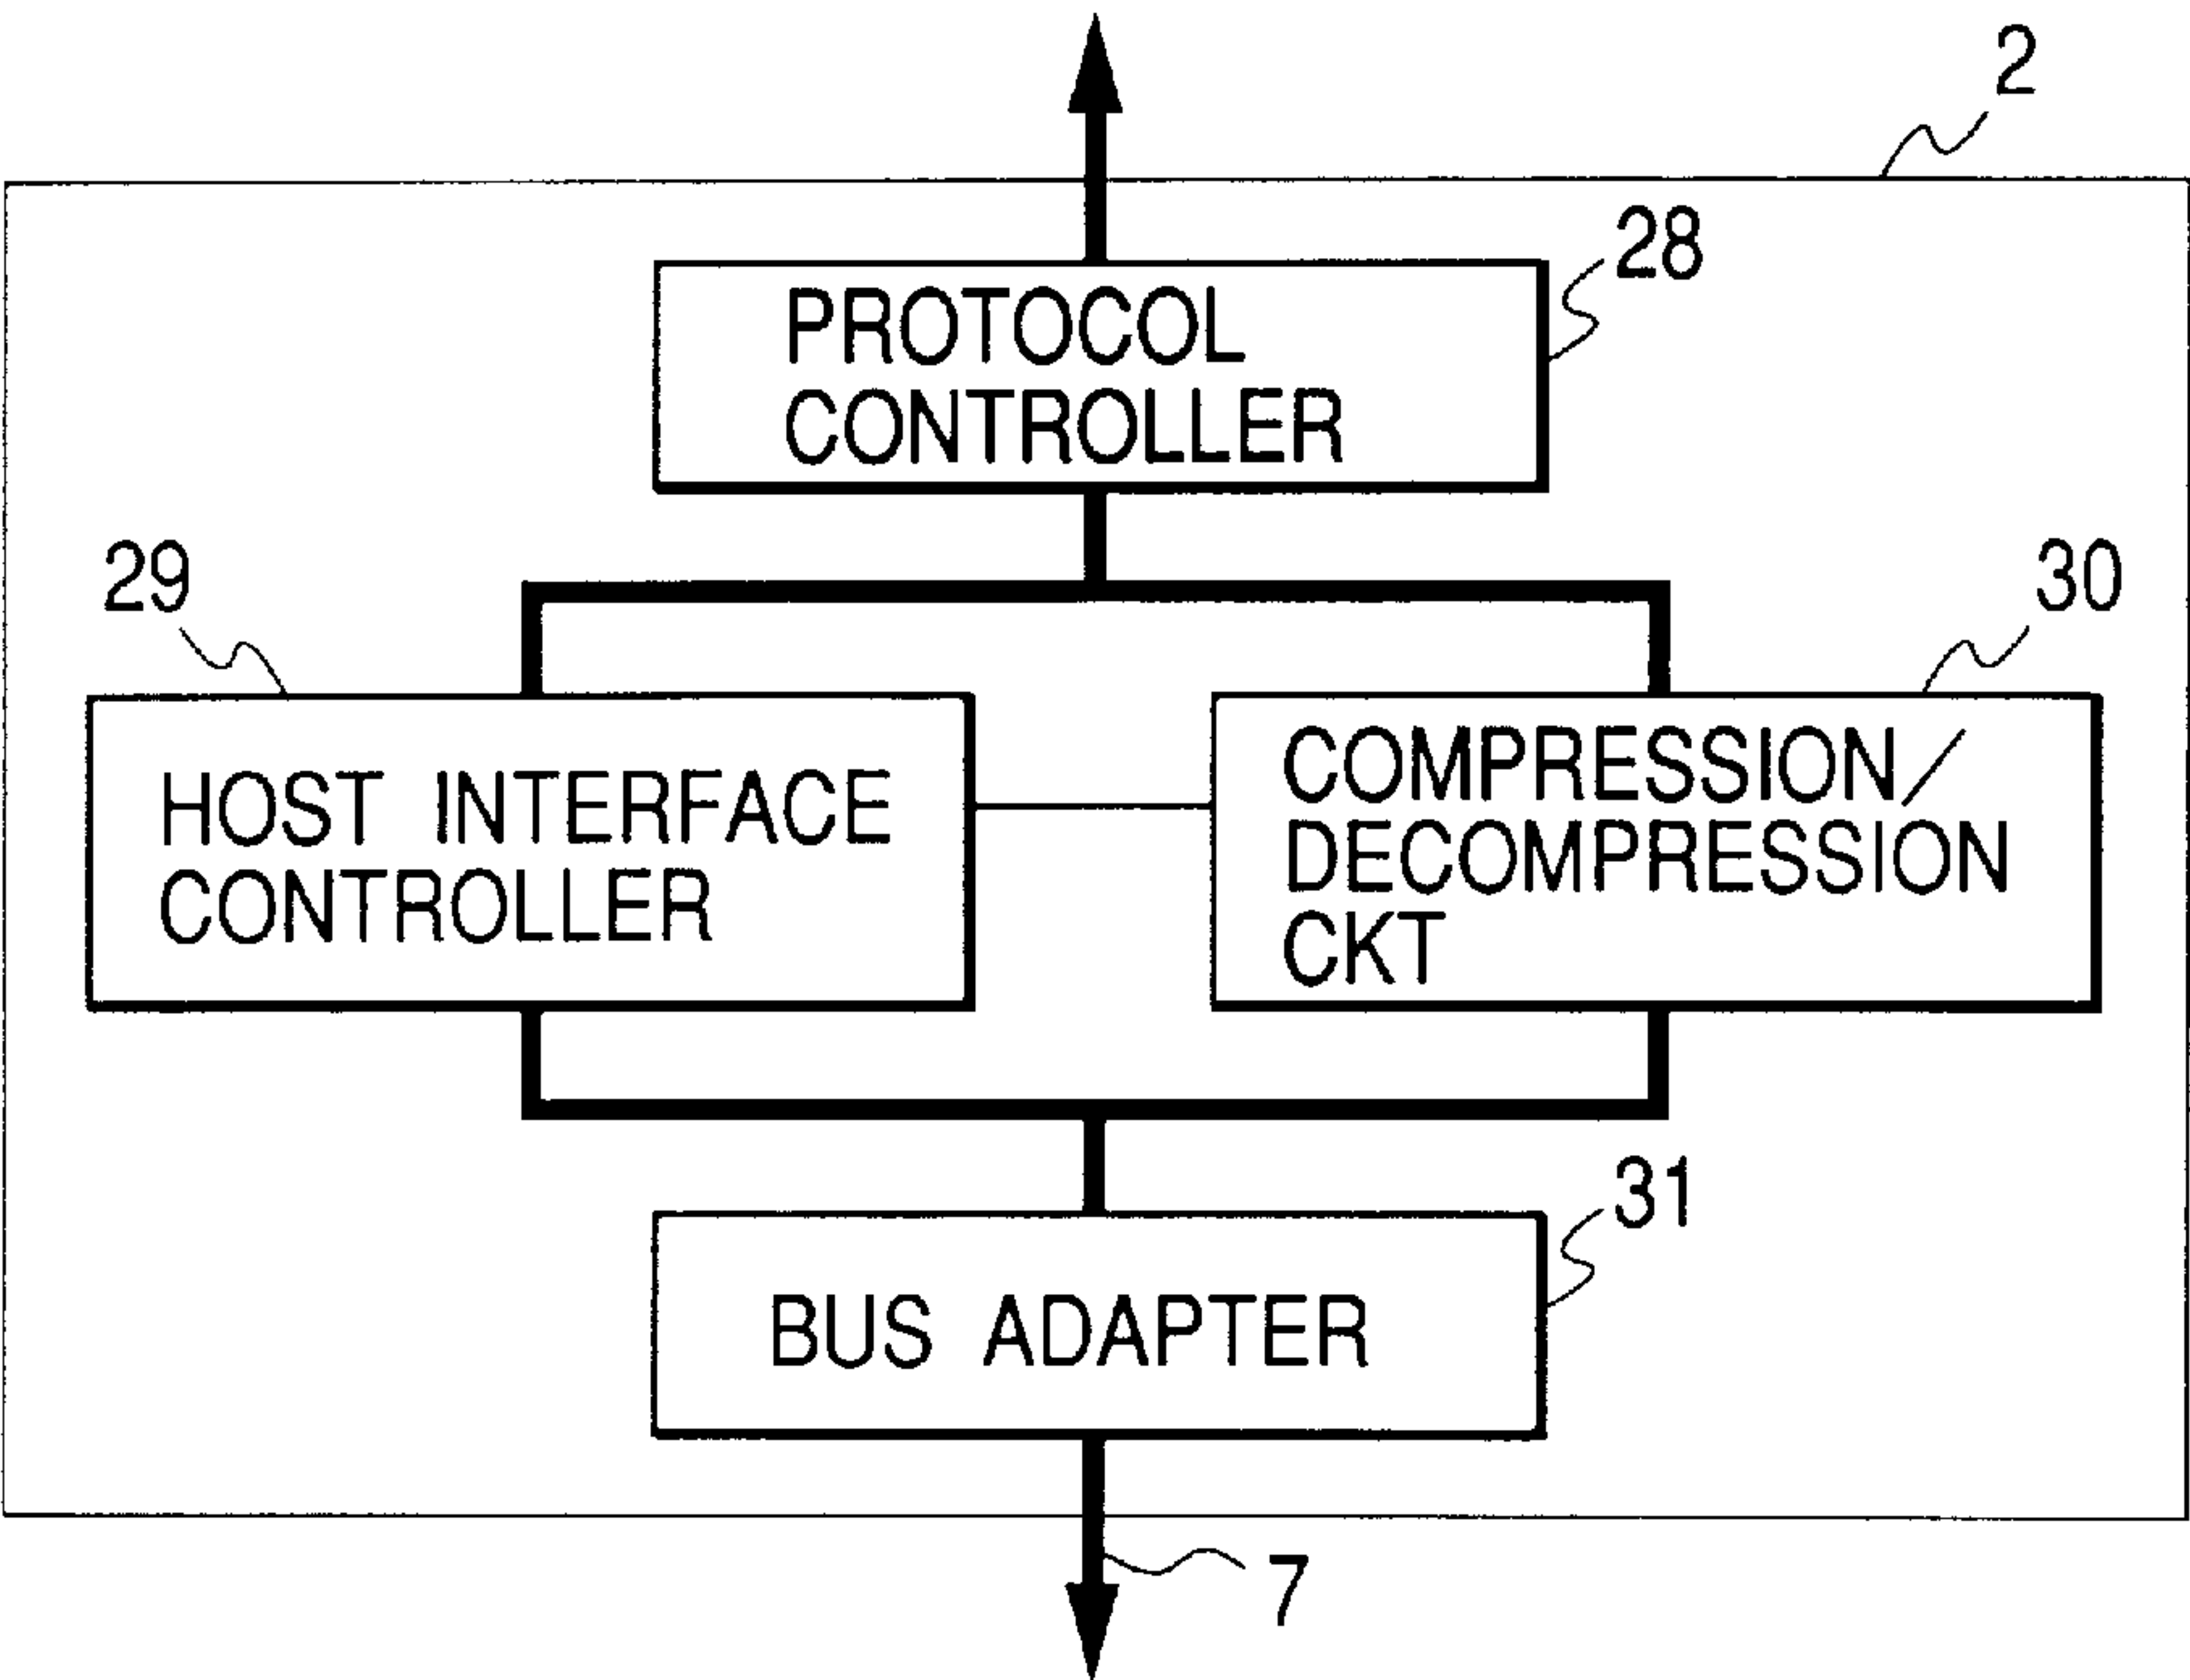 2
28
PROTOCOL
CONTROLLER
29
30
HOST INTERFACE
CONTROLLER
COMPRESSION/
DECOMPRESSION
CKT
31
BUS ADAPTER
7